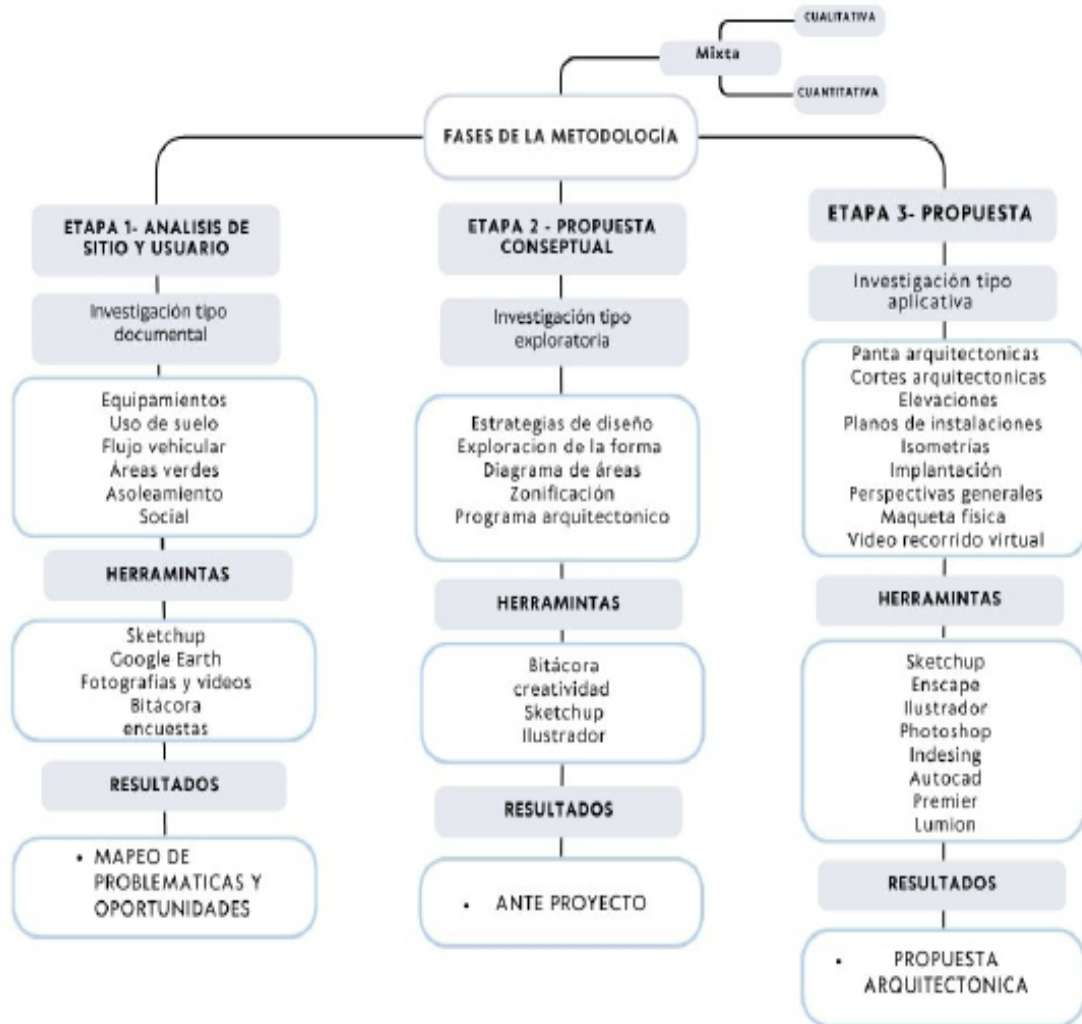 CUALITATIVA
Mixta
CUANTITATIVA
FASES DE LA METODOLOGÍA
ETAPA 1- ANALISIS DE
SITIO Y USUARIO
Investigación tipo
documental
Equipamientos
Uso de suelo
Flujo vehicular
Áreas verdes
Asoleamiento
Social
HERRAMINTAS
Sketchup
Google Earth
Fotografias y videos
Bitácora
encuestas
RESULTADOS
• MAPEO DE
PROBLEMATICAS Y
OPORTUNIDADES
ETAPA 2 - PROPUESTA
CONSEPTUAL
Investigación tipo
exploratoria
Estrategias de diseño
Exploracion de la forma
Diagrama de áreas
Zonificación
Programa arquitectonico
HERRAMINTAS
Bitácora
creatividad
Sketchup
Ilustrador
RESULTADOS
• ANTE PROYECTO
ETAPA 3- PROPUESTA
Investigación tipo
aplicativa
Panta arquitectonicas
Cortes arquitectonicas
Elevaciones
Planos de instalaciones
Isometrías
Implantación
Perspectivas generales
Maqueta fisica
Video recorrido virtual
HERRAMINTAS
Sketchup
Enscape
Ilustrador
Photoshop
Indesing
Autocad
Premier
Lumion
RESULTADOS
• PROPUESTA
ARQUITECTONICA